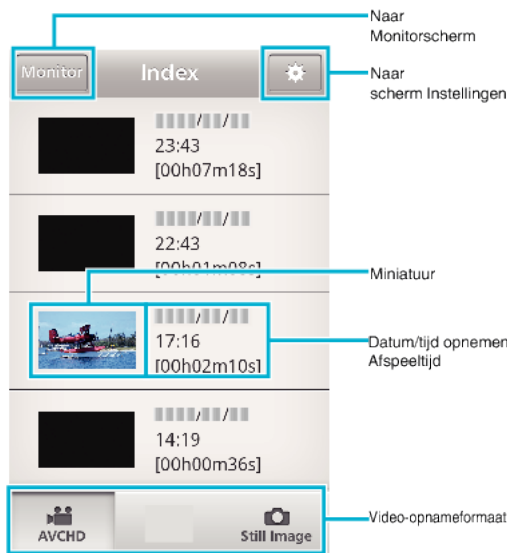 Naar
Monitorscherm
Monitor
Index
Naar
scherm Instellingen
23:43
[00h07m18s]
22:43
[00h01m08s]
Miniatuur
17:16
[00h02m10s]
Datum/tijd opnemen
Afspeeltijd
14:19
[00h00m36s]
AVCHD
Still Image
Video-opnameformaat